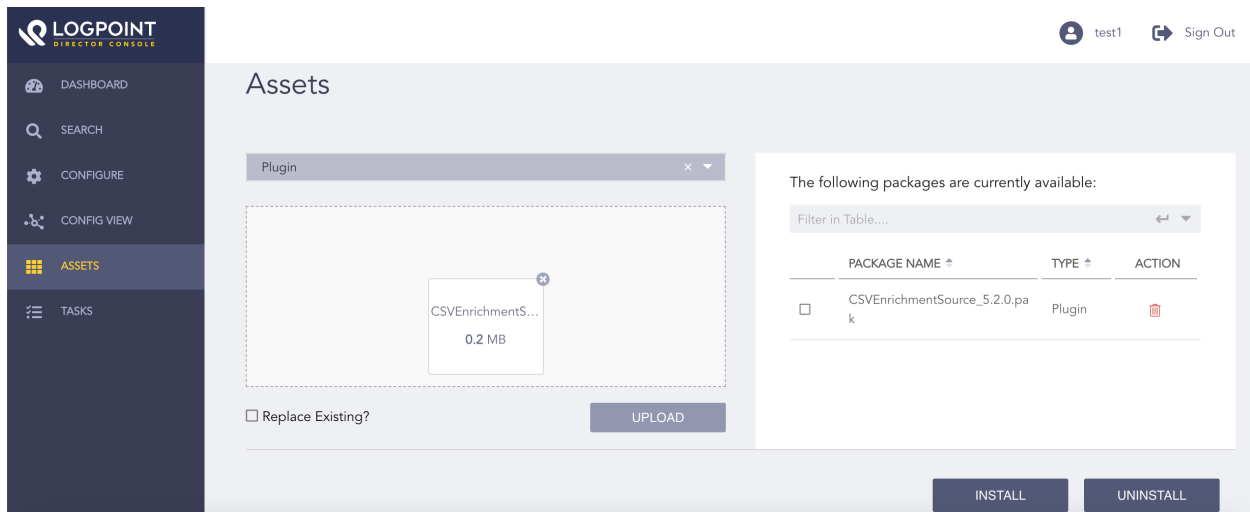 LOGPOINT
DIRECTOR CONSOLE
test1
Sign Out
DASHBOARD
SEARCH
CONFIGURE
CONFIG VIEW
ASSETS
TASKS
Assets
Plugin
CSVEnrichmentS...
0.2 MB
Replace Existing?
UPLOAD
The following packages are currently available:
Filter in Table....
PACKAGE NAME TYPE ACTION
CSVEnrichmentSource_5.2.0.pa
k
Plugin
INSTALL UNINSTALL